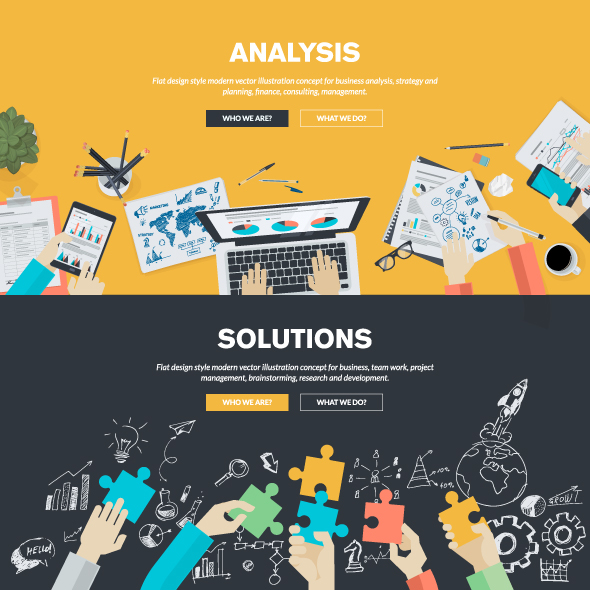 ANALYSIS
Flat design style modern vector illustration concept for business analysis, strategy and
planning, finance, consulting, management.
WHO WE ARE?
WHAT WE DO?
MARKETING
STRATEGY
SOLUTIONS
Flat design style modern vector illustration concept for business, team work, project
management, brainstorming, research and development.
WHO WE ARE?
WHAT WE DO?
HELLO!